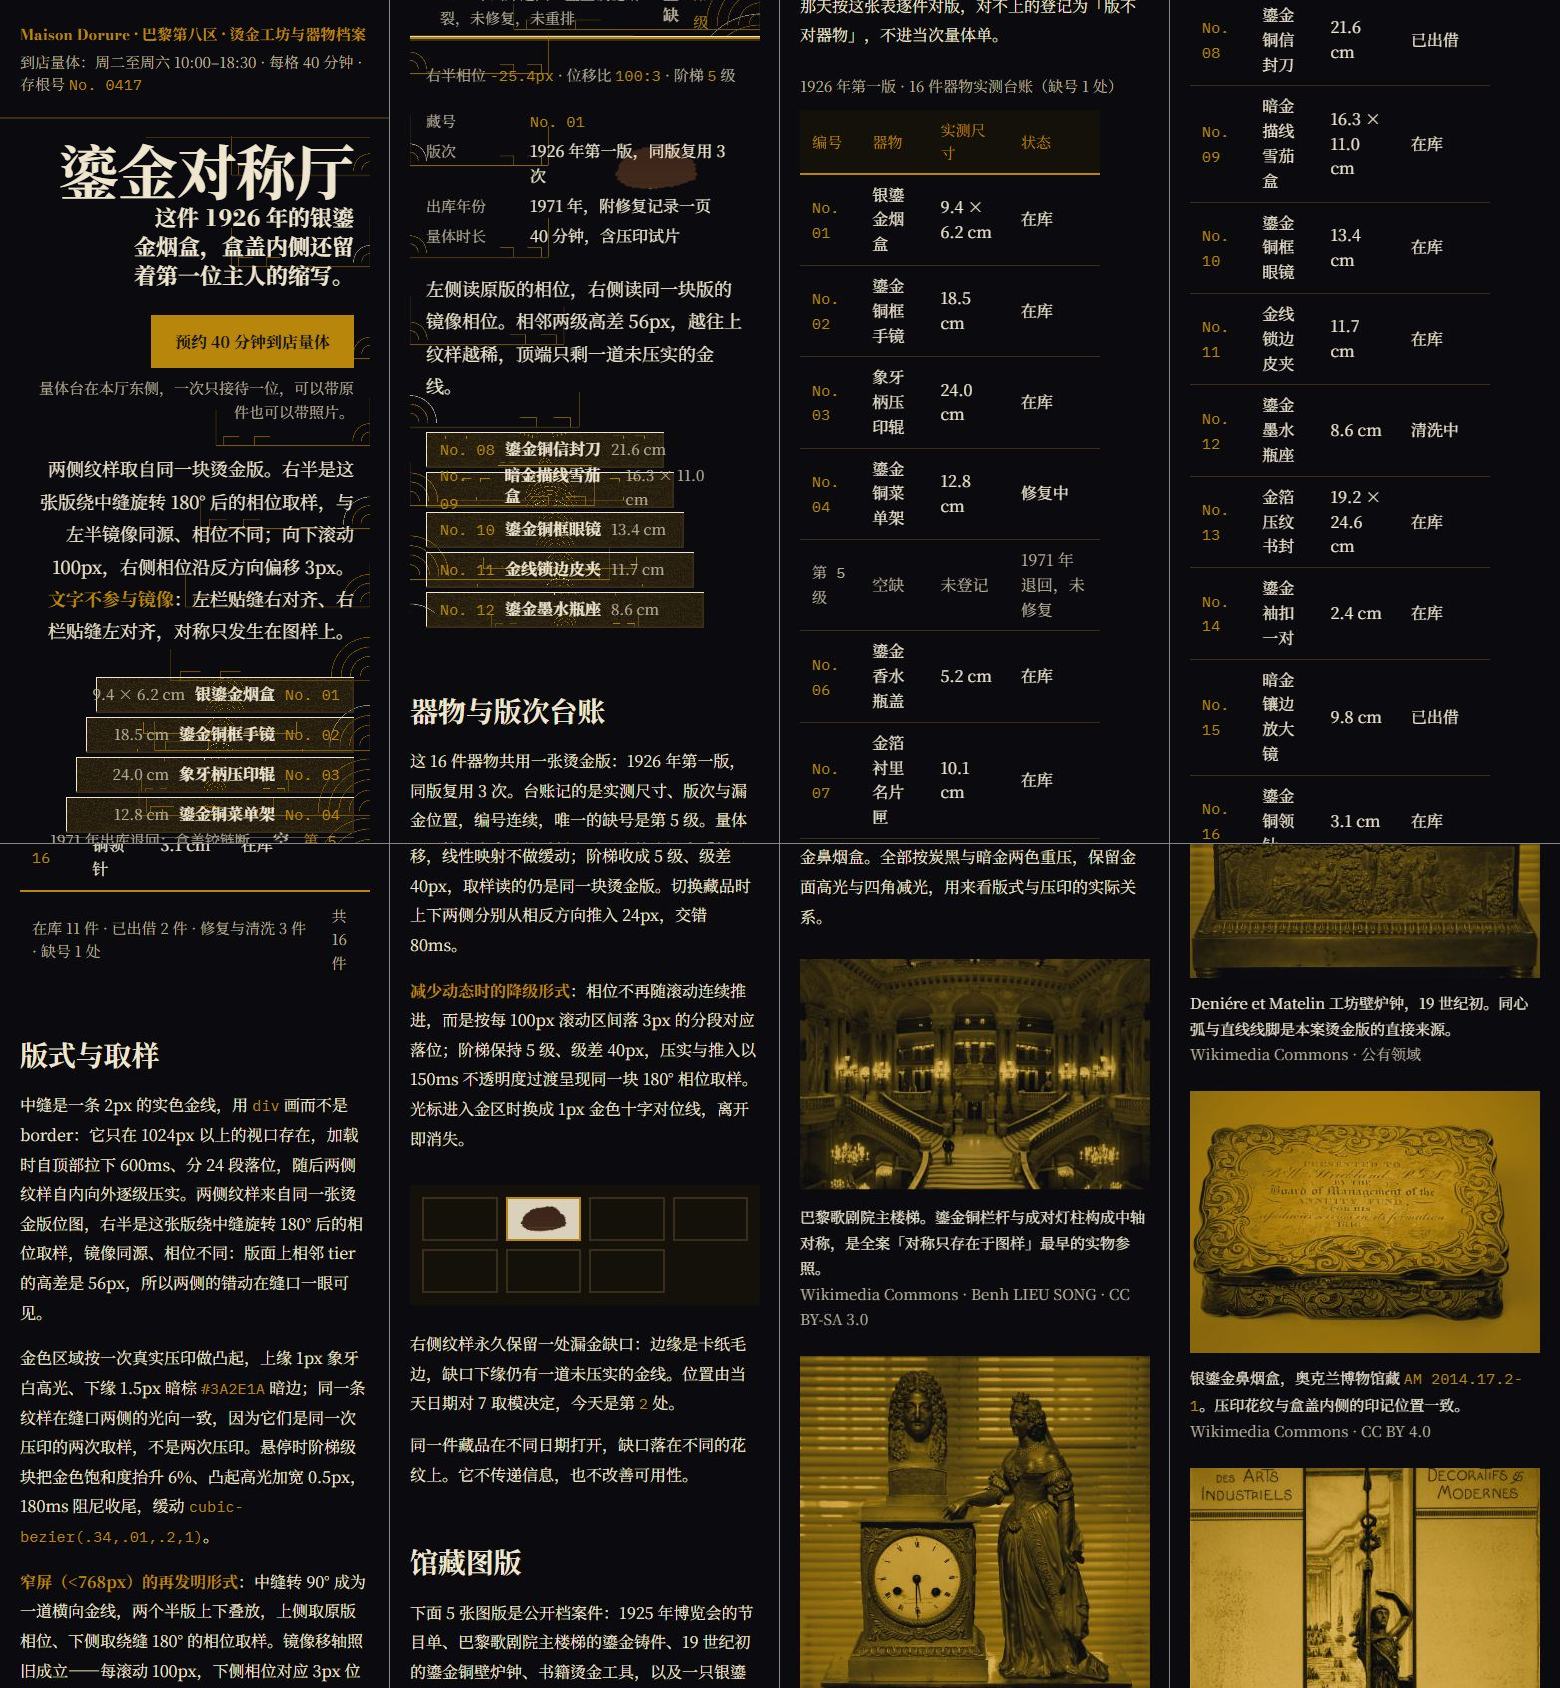 Maison Dorure · 巴黎第八区 · 烫金工坊与器物档案
到店量体：周二至周六 10:00–18:30 · 每格 40 分钟 ·
存根号 No. 0417
鎏金对称厅
这件 1926 年的银鎏
金烟盒，盒盖内侧还留
着第一位主人的缩写。
预约 40 分钟到店量体
量体台在本厅东侧，一次只接待一位，可以带原
件也可以带照片。
两侧纹样取自同一块烫金版。右半是这
张版绕中缝旋转 180° 后的相位取样，与
左半镜像同源、相位不同；向下滚动
100px，右侧相位沿反方向偏移 3px。
文字不参与镜像：左栏贴缝右对齐、右
栏贴缝左对齐，对称只发生在图样上。
9.4 × 6.2 cm 银鎏金烟盒 No. 01
18.5 cm 鎏金铜框手镜 No. 02
24.0 cm 象牙柄压印辊 No. 03
12.8 cm 鎏金铜菜单架 No. 04
1971 年出库退回：盒盖铰链断 空 第 5
裂，未修复，未重排 缺 级
右半相位 -25.4px · 位移比 100:3 · 阶梯 5 级
藏号 No. 01
版次 1926 年第一版，同版复用 3
次
出库年份 1971 年，附修复记录一页
量体时长 40 分钟，含压印试片
左侧读原版的相位，右侧读同一块版的
镜像相位。相邻两级高差 56px，越往上
纹样越稀，顶端只剩一道未压实的金
线。
No. 08 鎏金铜信封刀 21.6 cm
No. 09 暗金描线雪茄盒 16.3 × 11.0 cm
No. 10 鎏金铜框眼镜 13.4 cm
No. 11 金线锁边皮夹 11.7 cm
No. 12 鎏金墨水瓶座 8.6 cm
器物与版次台账
这 16 件器物共用一张烫金版：1926 年第一版，
同版复用 3 次。台账记的是实测尺寸、版次与漏
金位置，编号连续，唯一的缺号是第 5 级。量体
那天按这张表逐件对版，对不上的登记为「版不
对器物」，不进当次量体单。
1926 年第一版 · 16 件器物实测台账（缺号 1 处）
编号 器物 实测尺寸 状态
No. 01 银鎏金烟盒 9.4 × 6.2 cm 在库
No. 02 鎏金铜框手镜 18.5 cm 在库
No. 03 象牙柄压印辊 24.0 cm 在库
No. 04 鎏金铜菜单架 12.8 cm 修复中
第 5 级 空缺 未登记 1971 年退回，未修复
No. 06 鎏金香水瓶盖 5.2 cm 在库
No. 07 金箔衬里名片匣 10.1 cm 在库
No. 08 鎏金铜信封刀 21.6 cm 已出借
No. 09 暗金描线雪茄盒 16.3 × 11.0 cm 在库
No. 10 鎏金铜框眼镜 13.4 cm 在库
No. 11 金线锁边皮夹 11.7 cm 在库
No. 12 鎏金墨水瓶座 8.6 cm 清洗中
No. 13 金箔压纹书封 19.2 × 24.6 cm 在库
No. 14 鎏金袖扣一对 2.4 cm 在库
No. 15 暗金镶边放大镜 9.8 cm 已出借
No. 16 鎏金铜领针 3.1 cm 在库
16 铜领针 3.1 cm 在库
在库 11 件 · 已出借 2 件 · 修复与清洗 3 件
· 缺号 1 处
共 16 件
版式与取样
中缝是一条 2px 的实色金线，用 div 画而不是
border：它只在 1024px 以上的视口存在，加载
时自顶部拉下 600ms、分 24 段落位，随后两侧
纹样自内向外逐级压实。两侧纹样来自同一张烫
金版位图，右半是这张版绕中缝旋转 180° 后的相
位取样，镜像同源、相位不同：版面上相邻 tier
的高差是 56px，所以两侧的错动在缝口一眼可
见。
金色区域按一次真实压印做凸起，上缘 1px 象牙
白高光、下缘 1.5px 暗棕 #3A2E1A 暗边；同一条
纹样在缝口两侧的光向一致，因为它们是同一次
压印的两次取样，不是两次压印。悬停时阶梯级
块把金色饱和度抬升 6%、凸起高光加宽 0.5px，
180ms 阻尼收尾，缓动 cubic-
bezier(.34,.01,.2,1)。
窄屏（<768px）的再发明形式：中缝转 90° 成为
一道横向金线，两个半版上下叠放，上侧取原版
相位、下侧取绕缝 180° 的相位取样。镜像移轴照
旧成立——每滚动 100px，下侧相位对应 3px 位
移，线性映射不做缓动；阶梯收成 5 级、级差
40px，取样读的仍是同一块烫金版。切换藏品时
上下两侧分别从相反方向推入 24px，交错
80ms。
减少动态时的降级形式：相位不再随滚动连续推
进，而是按每 100px 滚动区间落 3px 的分段对应
落位；阶梯保持 5 级、级差 40px，压实与推入以
150ms 不透明度过渡呈现同一块 180° 相位取样。
光标进入金区时换成 1px 金色十字对位线，离开
即消失。
右侧纹样永久保留一处漏金缺口：边缘是卡纸毛
边，缺口下缘仍有一道未压实的金线。位置由当
天日期对 7 取模决定，今天是第 2 处。
同一件藏品在不同日期打开，缺口落在不同的花
纹上。它不传递信息，也不改善可用性。
馆藏图版
下面 5 张图版是公开档案件：1925 年博览会的节
目单、巴黎歌剧院主楼梯的鎏金铸件、19 世纪初
的鎏金铜壁炉钟、书籍烫金工具，以及一只银鎏
金鼻烟盒。全部按炭黑与暗金两色重压，保留金
面高光与四角减光，用来看版式与压印的实际关
系。
巴黎歌剧院主楼梯。鎏金铜栏杆与成对灯柱构成中轴
对称，是全案「对称只存在于图样」最早的实物参
照。
Wikimedia Commons · Benh LIEU SONG · CC
BY-SA 3.0
Deniére et Matelin 工坊壁炉钟，19 世纪初。同心
弧与直线线脚是本案烫金版的直接来源。
Wikimedia Commons · 公有领域
PRESENTED TO
BY THE
Board of Management of the
ANNUITY FUND
银鎏金鼻烟盒，奥克兰博物馆藏 AM 2014.17.2-
1。压印花纹与盒盖内侧的印记位置一致。
Wikimedia Commons · CC BY 4.0
DES ARTS
INDUSTRIELS
DECORATIFS &
MODERNES